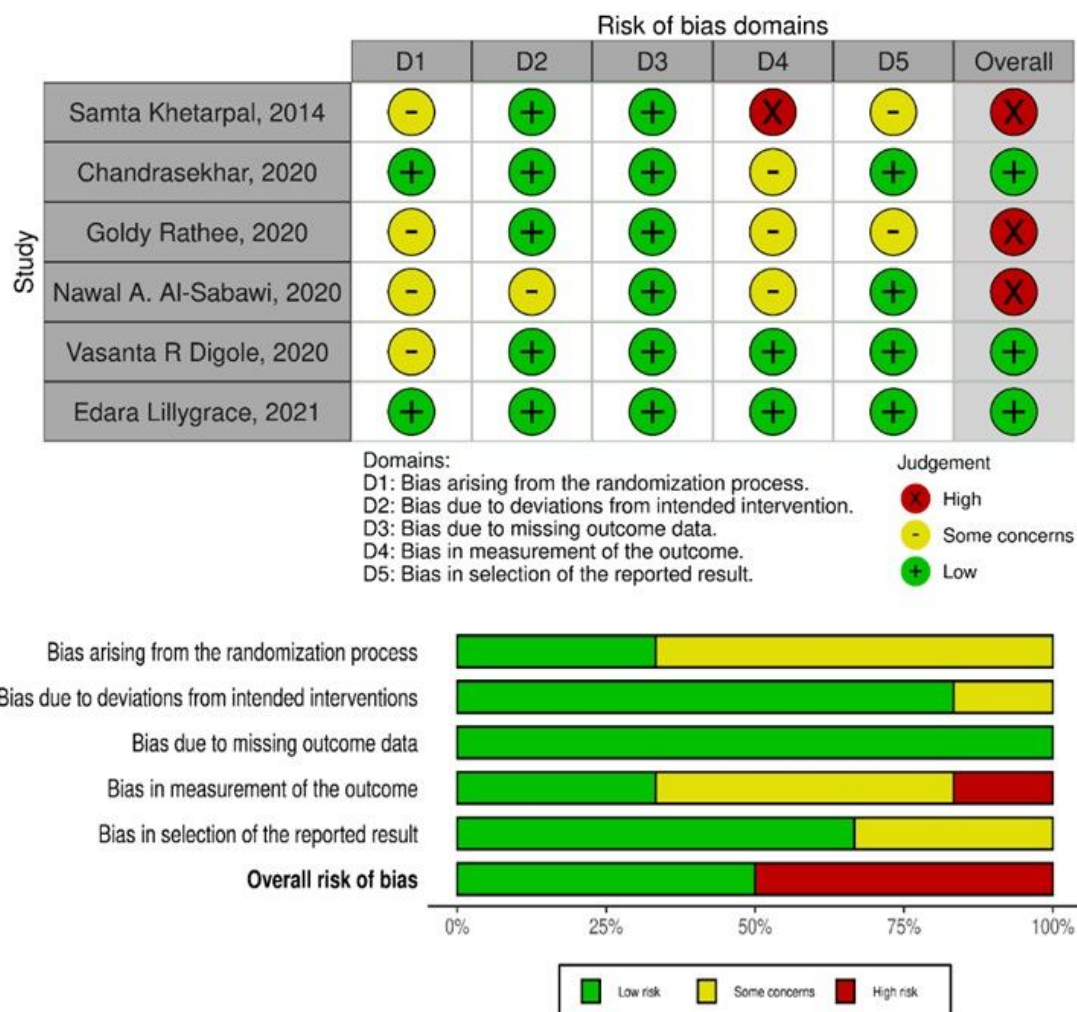 Risk of bias domains
D1 D2 D3 D4 D5 Overall
Study
Samta Khetarpal, 2014 - + + X - X
Chandrasekhar, 2020 + + + - + +
Goldy Rathee, 2020 - + + - - X
Nawal A. Al-Sabawi, 2020 - - + - + X
Vasanta R Digole, 2020 - + + + + +
Edara Lillygrace, 2021 + + + + + +
Domains:
D1: Bias arising from the randomization process.
D2: Bias due to deviations from intended intervention.
D3: Bias due to missing outcome data.
D4: Bias in measurement of the outcome.
D5: Bias in selection of the reported result.
Judgement
X High
- Some concerns
+ Low
Bias arising from the randomization process
Bias due to deviations from intended interventions
Bias due to missing outcome data
Bias in measurement of the outcome
Bias in selection of the reported result
Overall risk of bias
0% 25% 50% 75% 100%
Low risk Some concerns High risk